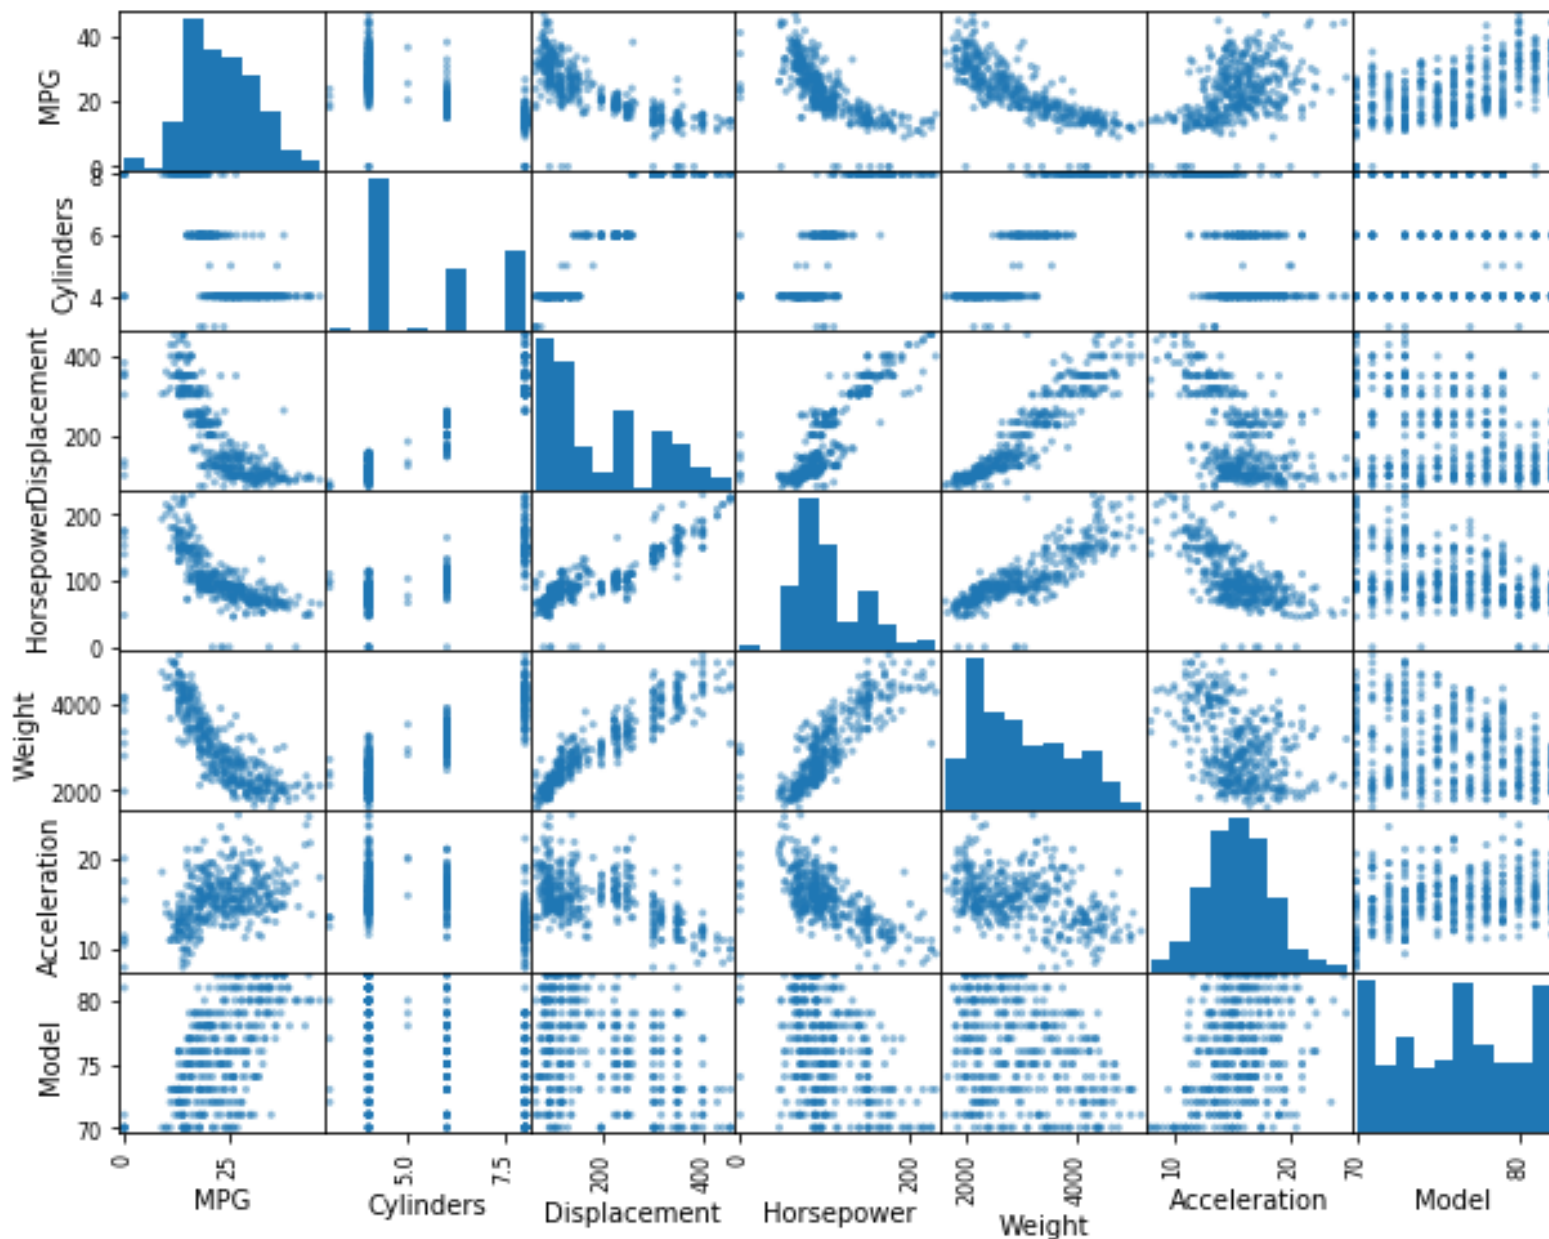 MPG
40
20
0
Cylinders
8
6
4
Displacement
400
200
Horsepower
200
100
0
Weight
4000
2000
Acceleration
20
10
Model
80
75
70
0 25 5.0 7.5 200 400 0 200 2000 4000 10 20 70 80
MPG Cylinders Displacement Horsepower Weight Acceleration Model